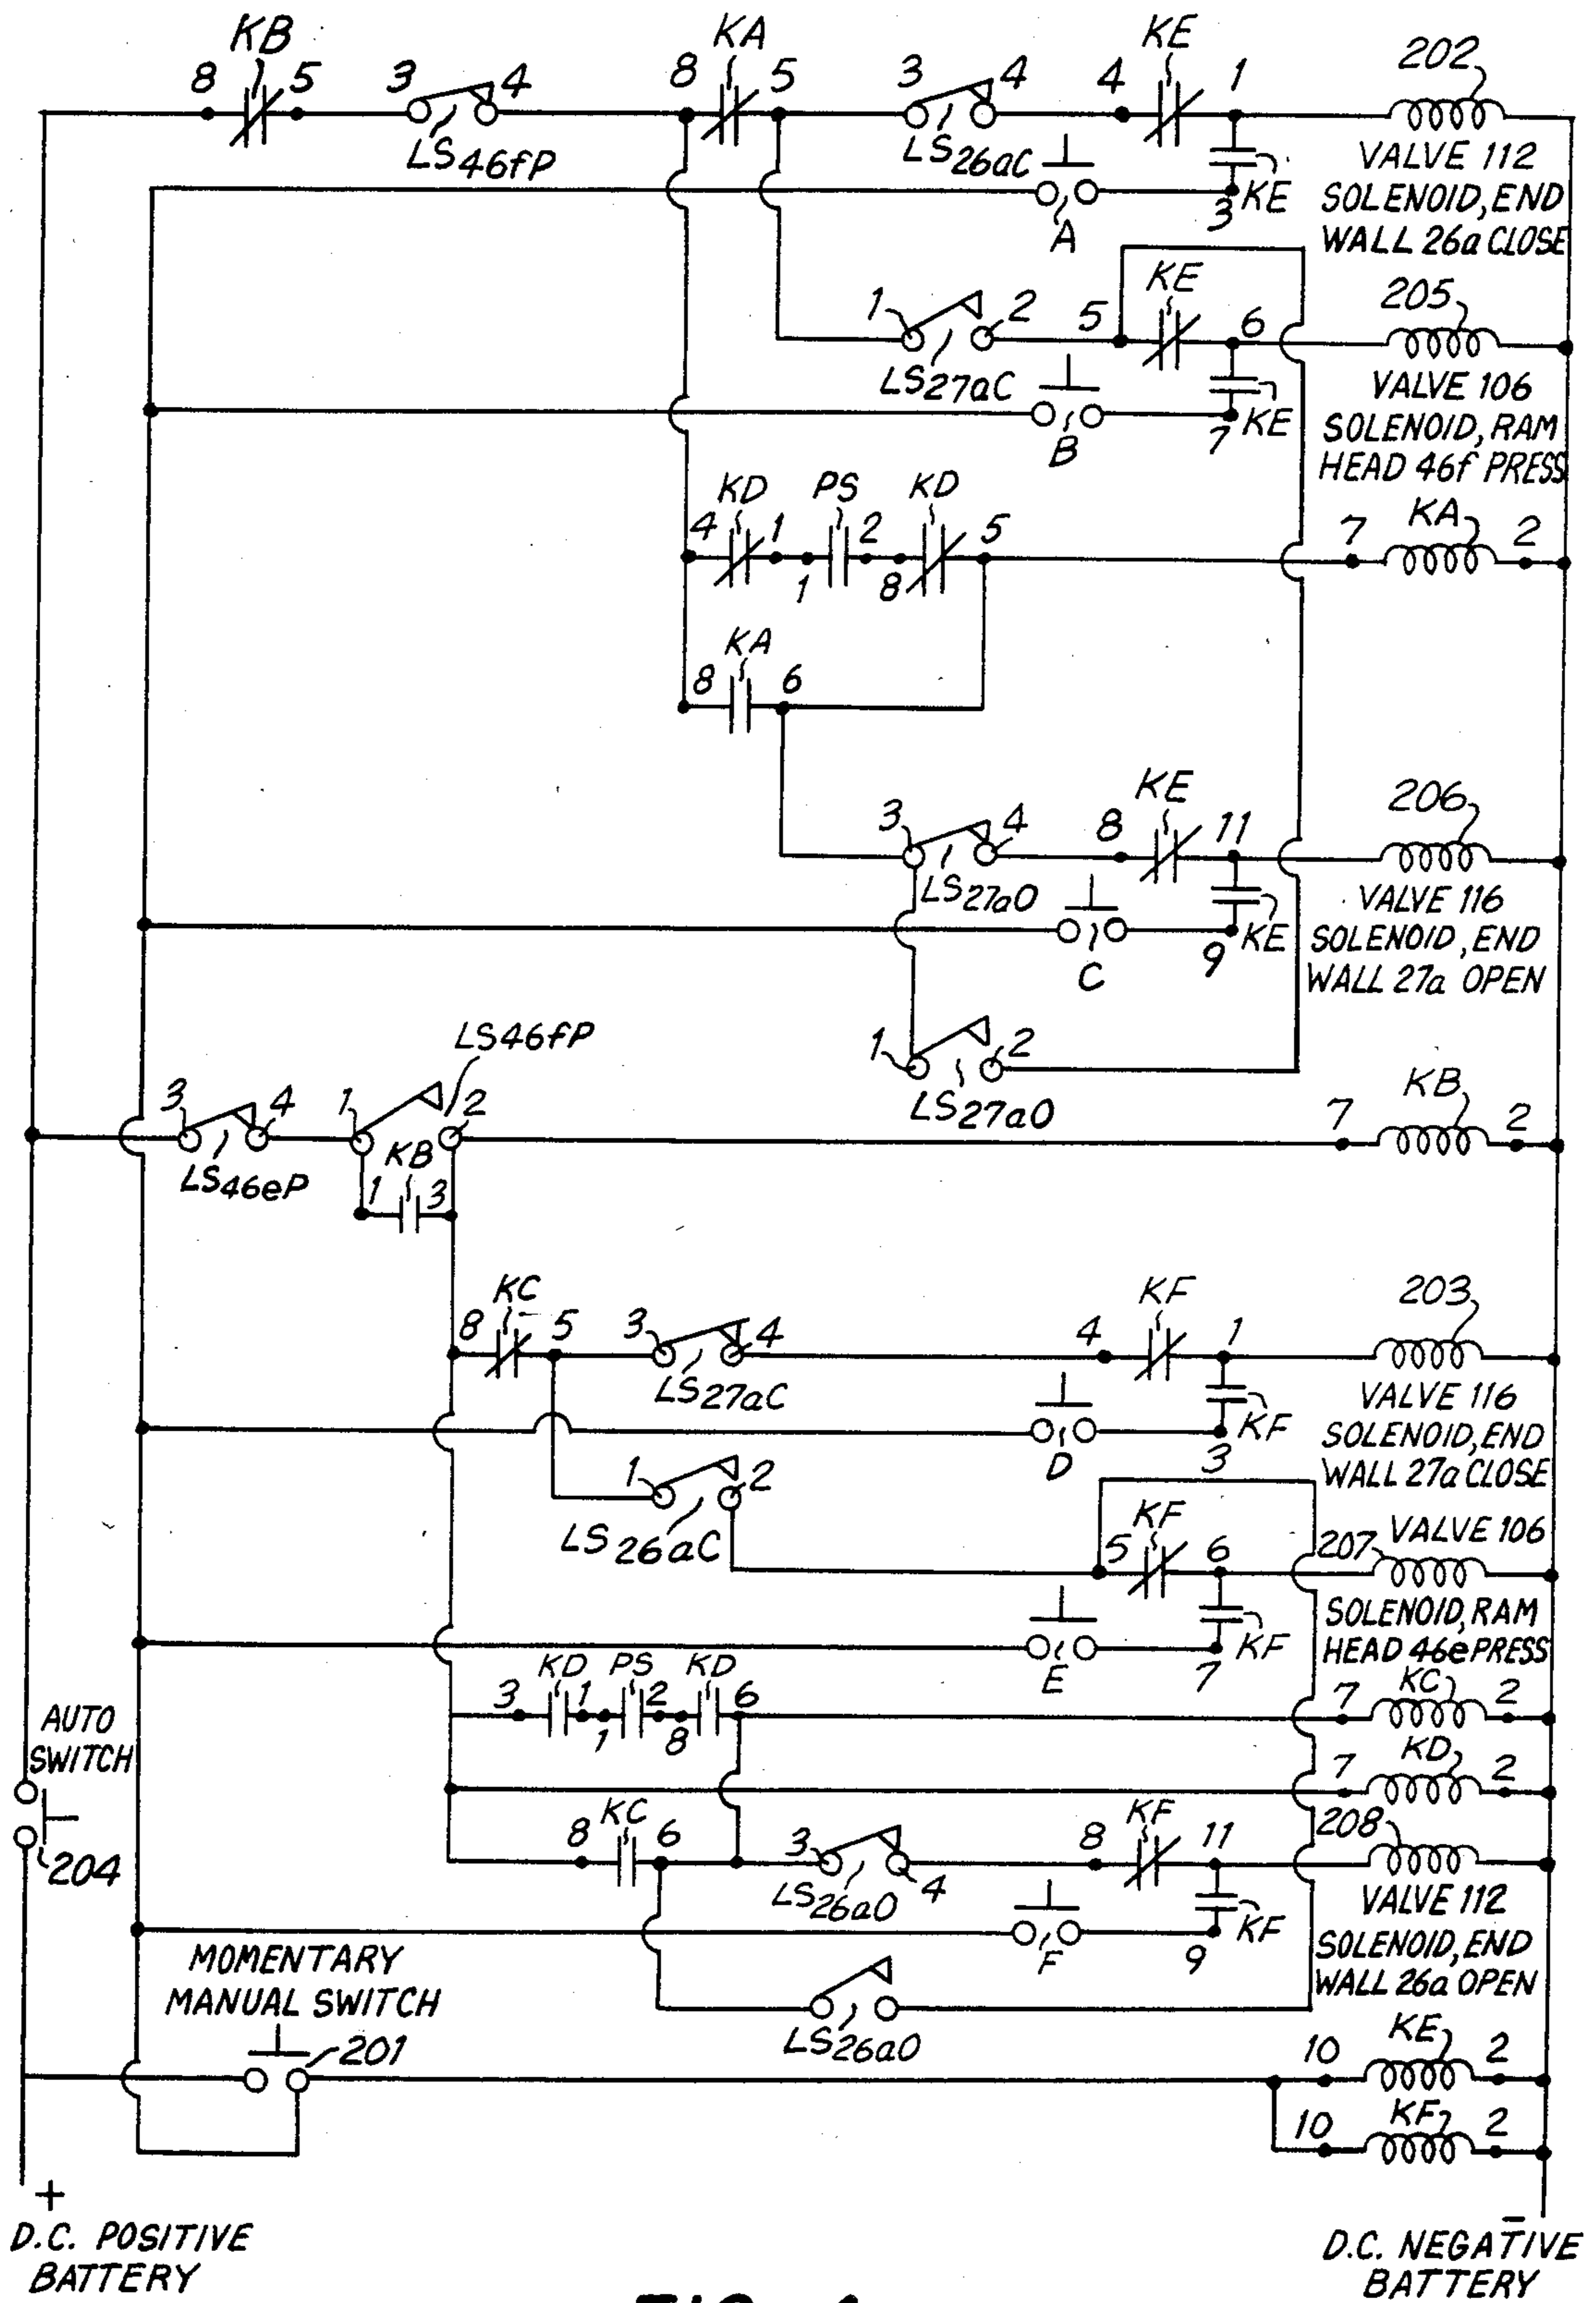 KB
KA
KE
202
8 5 3 4 8 5 3 4 4 1
LS46fP
LS26aC
VALVE 112
SOLENOID, END
WALL 26a CLOSE
A
3 KE
KE
205
1 2 5 6
LS27aC
VALVE 106
SOLENOID, RAM
HEAD 46f PRESS
B
7 KE
KD PS KD
KA
4 1 2 5 7 2
1 8
KA
8 6
KE
206
3 4 8 11
LS27aO
VALVE 116
SOLENOID, END
WALL 27a OPEN
C
9 KE
LS46fP
1 2
LS27aO
KB
3 4 1 2 7 2
LS46eP
KB
1 3
KC
KF
203
8 5 3 4 4 1
LS27aC
VALVE 116
SOLENOID, END
WALL 27a CLOSE
D
3 KF
1 2
LS26aC
KF
VALVE 106
5 6 207
SOLENOID, RAM
HEAD 46e PRESS
E
7 KF
KD PS KD
KC
3 1 2 6 7 2
1 8
KD
7 2
AUTO
SWITCH
204
KC
KF
208
8 6 3 4 8 11
LS26aO
VALVE 112
SOLENOID, END
WALL 26a OPEN
F
9 KF
LS26aO
MOMENTARY
MANUAL SWITCH
201
KE
10 2
KF
10 2
+
D.C. POSITIVE
BATTERY
–
D.C. NEGATIVE
BATTERY